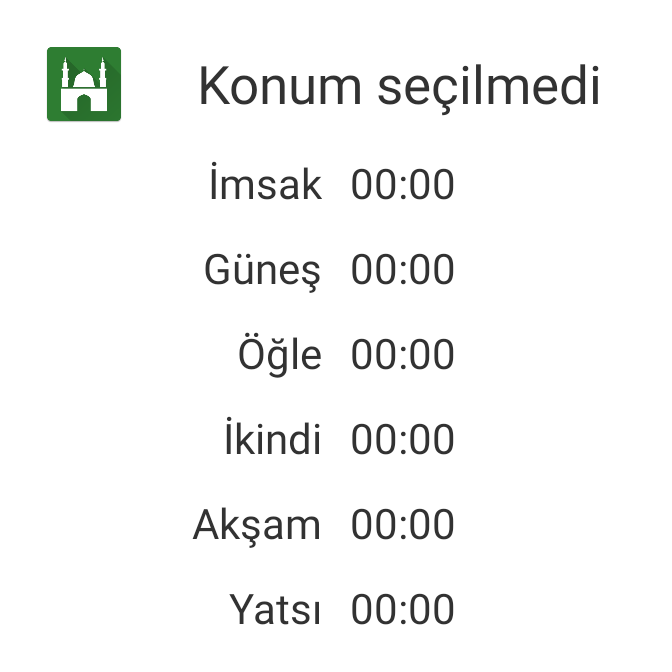 Konum seçilmedi
İmsak 00:00
Güneş 00:00
Öğle 00:00
İkindi 00:00
Akşam 00:00
Yatsı 00:00